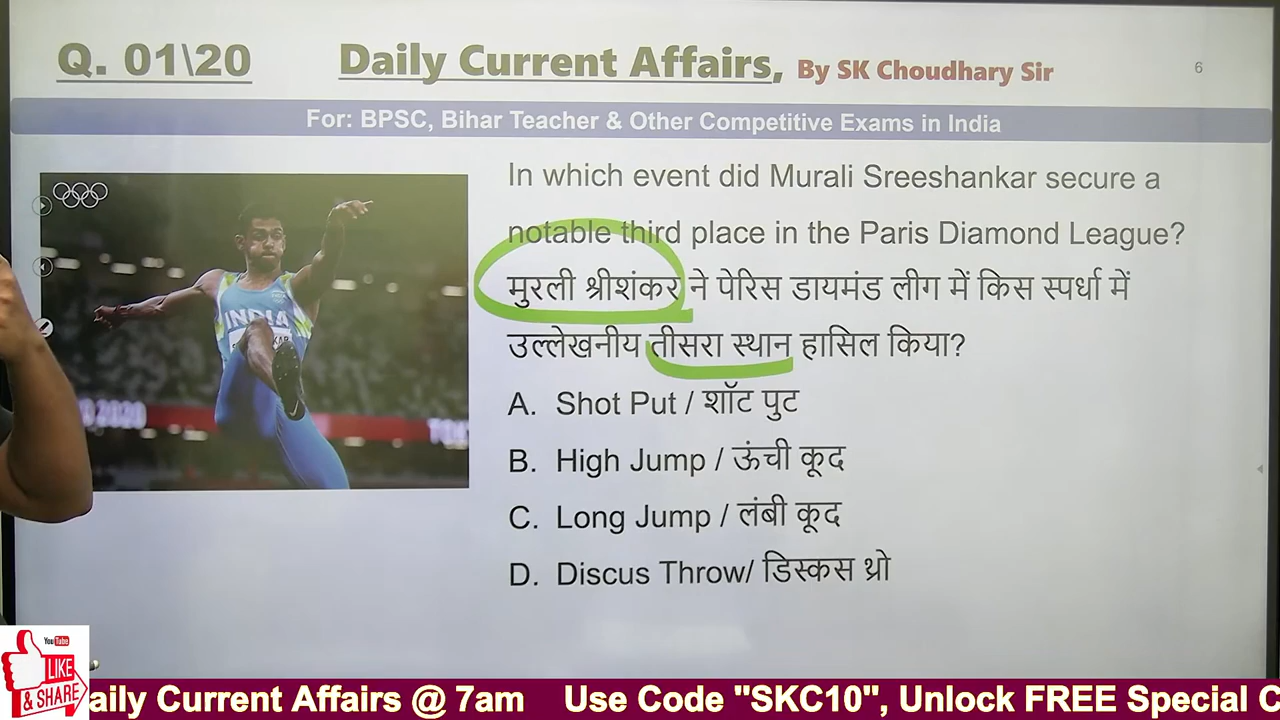 Q. 01\20
Daily Current Affairs, By SK Choudhary Sir
6
For: BPSC, Bihar Teacher & Other Competitive Exams in India
In which event did Murali Sreeshankar secure a
notable third place in the Paris Diamond League?
मुरली श्रीशंकर ने पेरिस डायमंड लीग में किस स्पर्धा में
उल्लेखनीय तीसरा स्थान हासिल किया?
A. Shot Put / शॉट पुट
B. High Jump / ऊंची कूद
C. Long Jump / लंबी कूद
D. Discus Throw/ डिस्कस थ्रो
INDIA
2020
YouTube
LIKE
& SHARE
aily Current Affairs @ 7am Use Code "SKC10", Unlock FREE Special C